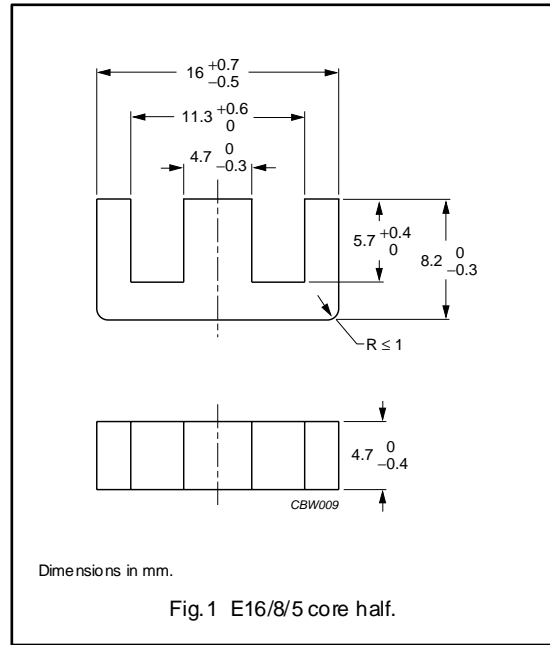 16 +0.7 −0.5
11.3 +0.6 0
4.7 0 −0.3
5.7 +0.4 0
8.2 0 −0.3
R ≤ 1
4.7 0 −0.4
CBW009
Dimensions in mm.
Fig.1 E16/8/5 core half.